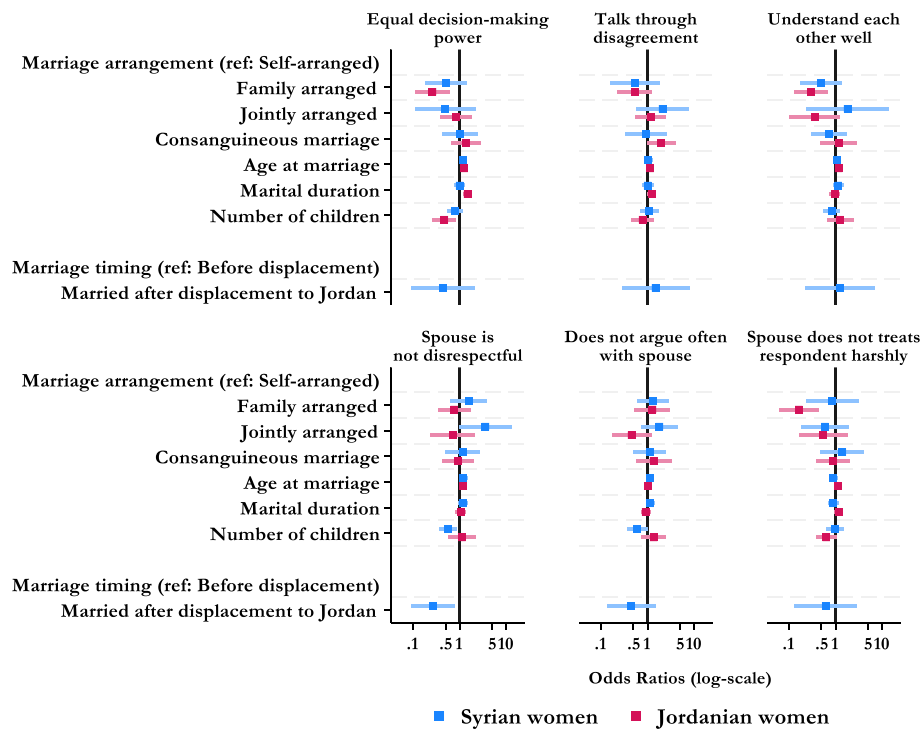 Equal decision-making
power
Talk through
disagreement
Understand each
other well
Marriage arrangement (ref: Self-arranged)
Family arranged
Jointly arranged
Consanguineous marriage
Age at marriage
Marital duration
Number of children
Marriage timing (ref: Before displacement)
Married after displacement to Jordan
Spouse is
not disrespectful
Does not argue often
with spouse
Spouse does not treats
respondent harshly
Marriage arrangement (ref: Self-arranged)
Family arranged
Jointly arranged
Consanguineous marriage
Age at marriage
Marital duration
Number of children
Marriage timing (ref: Before displacement)
Married after displacement to Jordan
.1 .5 1 5 10 .1 .5 1 5 10 .1 .5 1 5 10
Odds Ratios (log-scale)
Syrian women Jordanian women